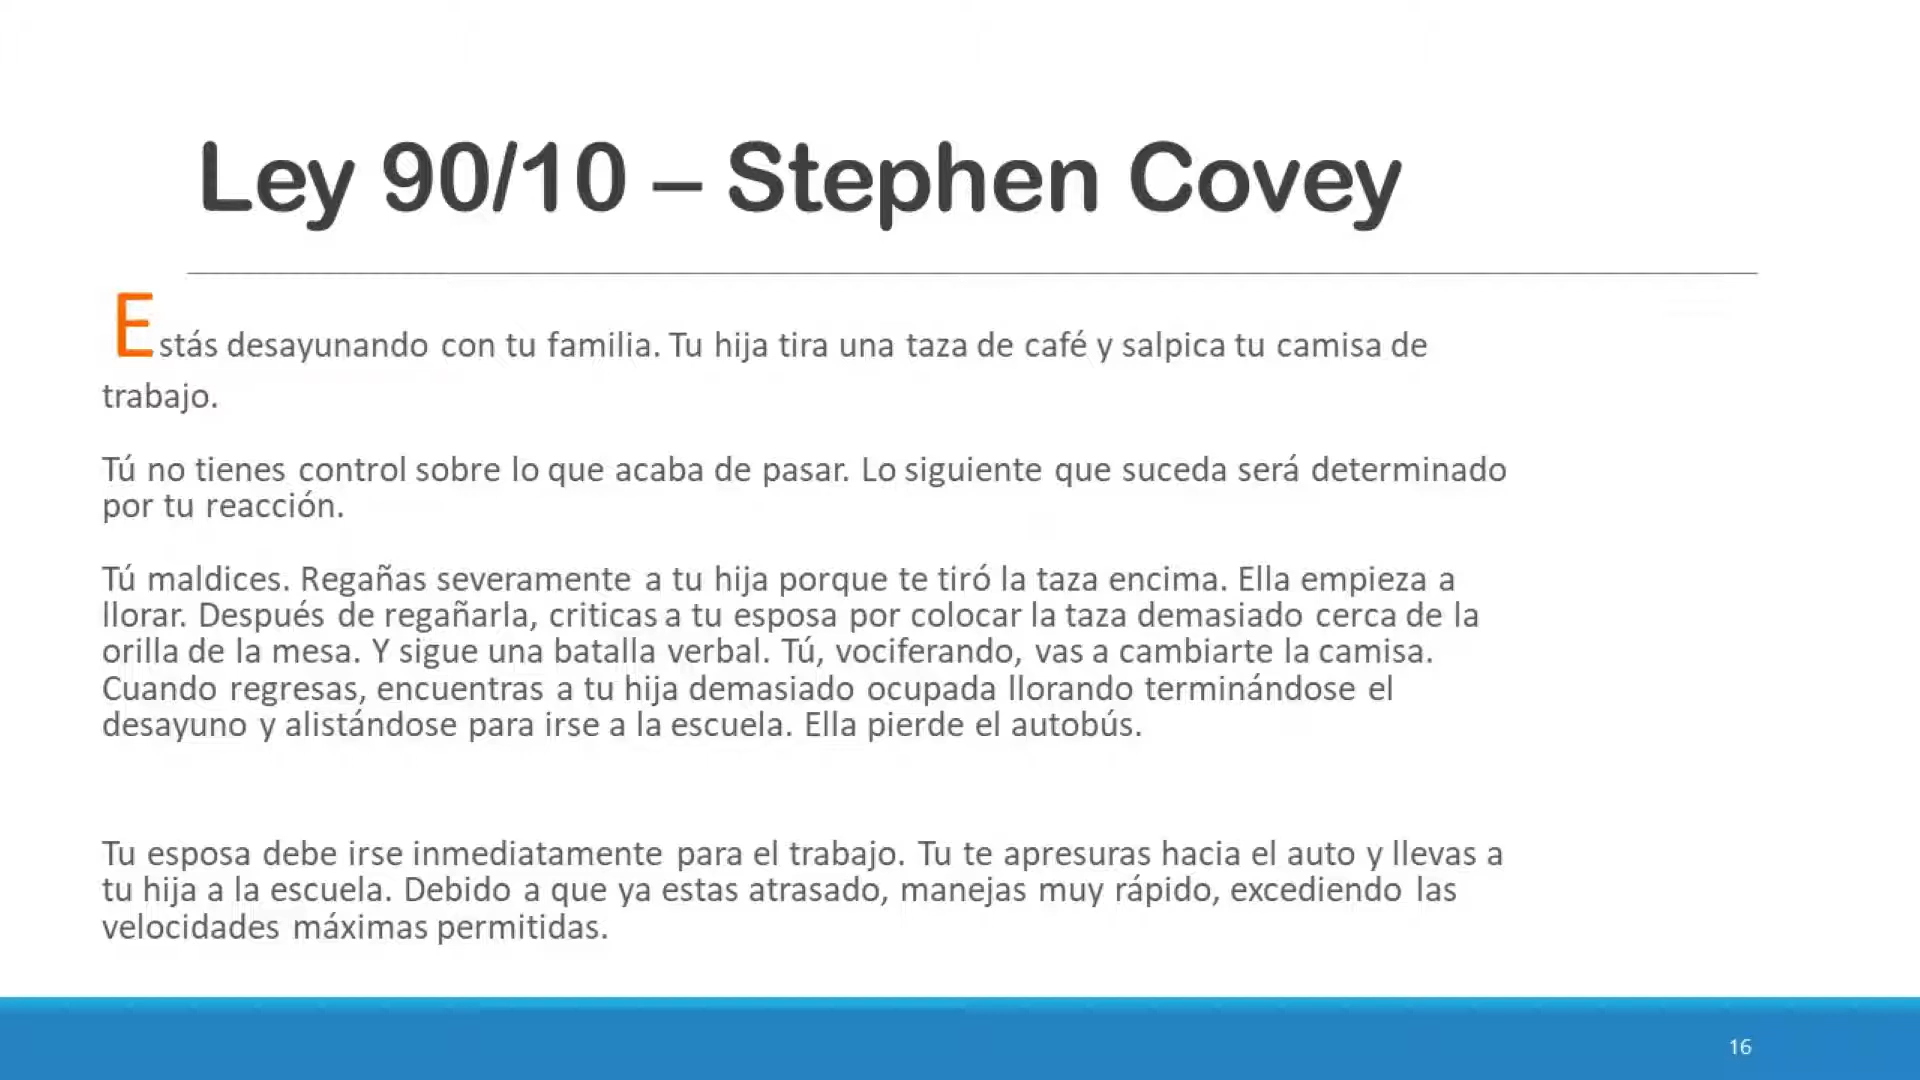 Ley 90/10 – Stephen Covey
Estás desayunando con tu familia. Tu hija tira una taza de café y salpica tu camisa de
trabajo.
Tú no tienes control sobre lo que acaba de pasar. Lo siguiente que suceda será determinado
por tu reacción.
Tú maldices. Regañas severamente a tu hija porque te tiró la taza encima. Ella empieza a
llorar. Después de regañarla, criticas a tu esposa por colocar la taza demasiado cerca de la
orilla de la mesa. Y sigue una batalla verbal. Tú, vociferando, vas a cambiarte la camisa.
Cuando regresas, encuentras a tu hija demasiado ocupada llorando terminándose el
desayuno y alistándose para irse a la escuela. Ella pierde el autobús.
Tu esposa debe irse inmediatamente para el trabajo. Tu te apresuras hacia el auto y llevas a
tu hija a la escuela. Debido a que ya estas atrasado, manejas muy rápido, excediendo las
velocidades máximas permitidas.
16